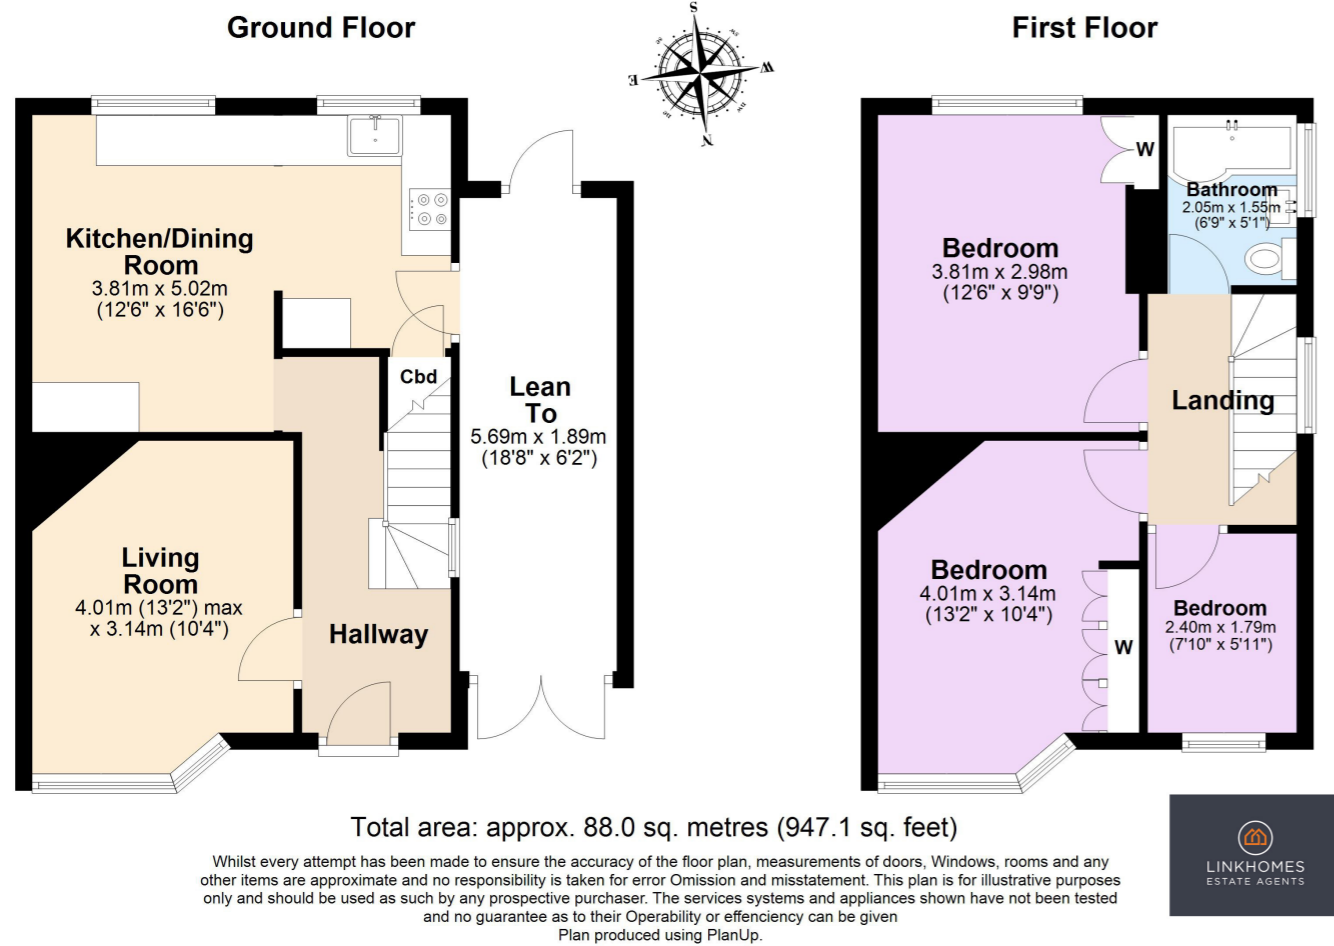 Ground Floor
First Floor
S
W
E
N
Kitchen/Dining
Room
3.81m x 5.02m
(12'6" x 16'6")
Cbd
Lean
To
5.69m x 1.89m
(18'8" x 6'2")
Living
Room
4.01m (13'2") max
x 3.14m (10'4")
Hallway
W
Bathroom
2.05m x 1.55m
(6'9" x 5'1")
Bedroom
3.81m x 2.98m
(12'6" x 9'9")
Landing
Bedroom
4.01m x 3.14m
(13'2" x 10'4")
W
Bedroom
2.40m x 1.79m
(7'10" x 5'11")
Total area: approx. 88.0 sq. metres (947.1 sq. feet)
Whilst every attempt has been made to ensure the accuracy of the floor plan, measurements of doors, Windows, rooms and any
other items are approximate and no responsibility is taken for error Omission and misstatement. This plan is for illustrative purposes
only and should be used as such by any prospective purchaser. The services systems and appliances shown have not been tested
and no guarantee as to their Operability or effenciency can be given
Plan produced using PlanUp.
LINKHOMES
ESTATE AGENTS